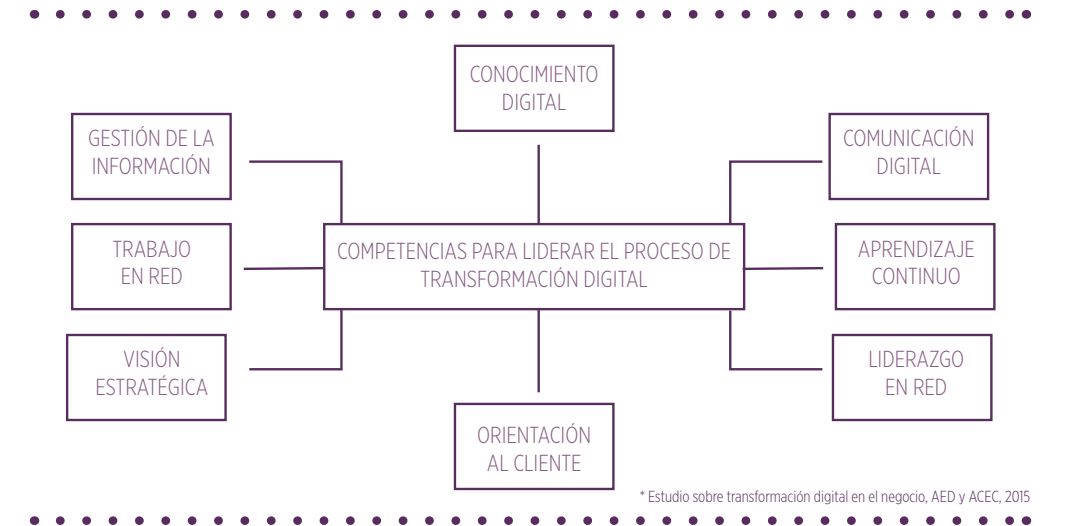 CONOCIMIENTO
DIGITAL
GESTIÓN DE LA
INFORMACIÓN
COMUNICACIÓN
DIGITAL
TRABAJO
EN RED
COMPETENCIAS PARA LIDERAR EL PROCESO DE
TRANSFORMACIÓN DIGITAL
APRENDIZAJE
CONTINUO
VISIÓN
ESTRATÉGICA
LIDERAZGO
EN RED
ORIENTACIÓN
AL CLIENTE
* Estudio sobre transformación digital en el negocio, AED y ACEC, 2015